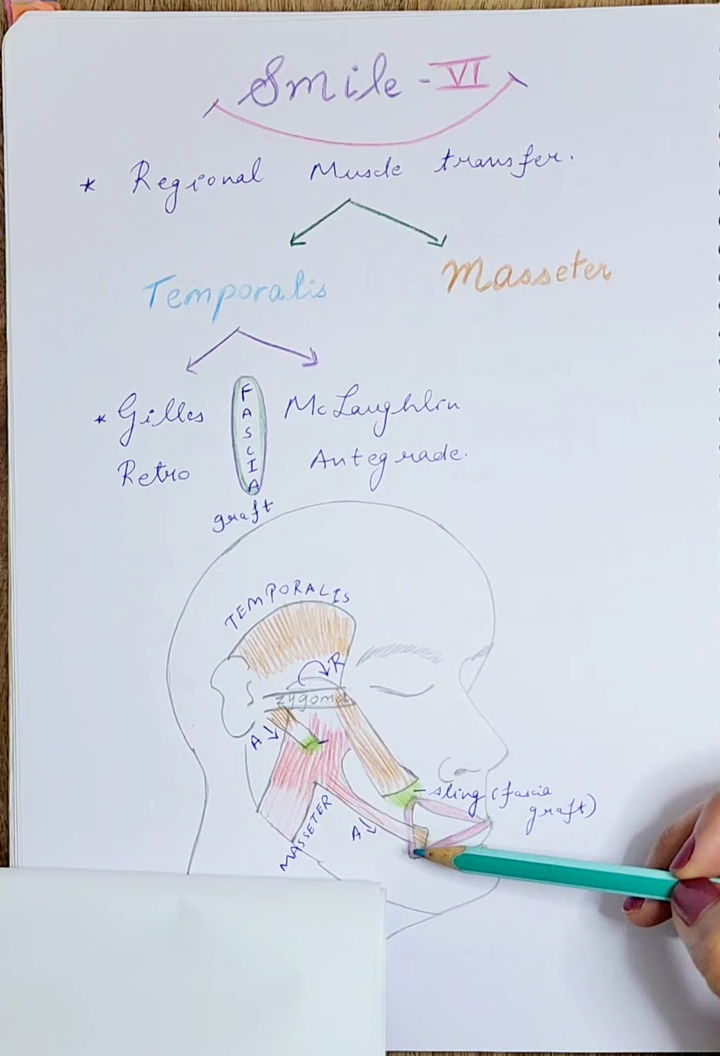 Smile - VI
* Regional Muscle transfer.
Temporalis
Masseter
* Gilles
Retro
FASCIA
graft
McLaughlin
Antegrade.
TEMPORALIS
R
zygoma
A
MASSETER
A
sling (fascia
graft)